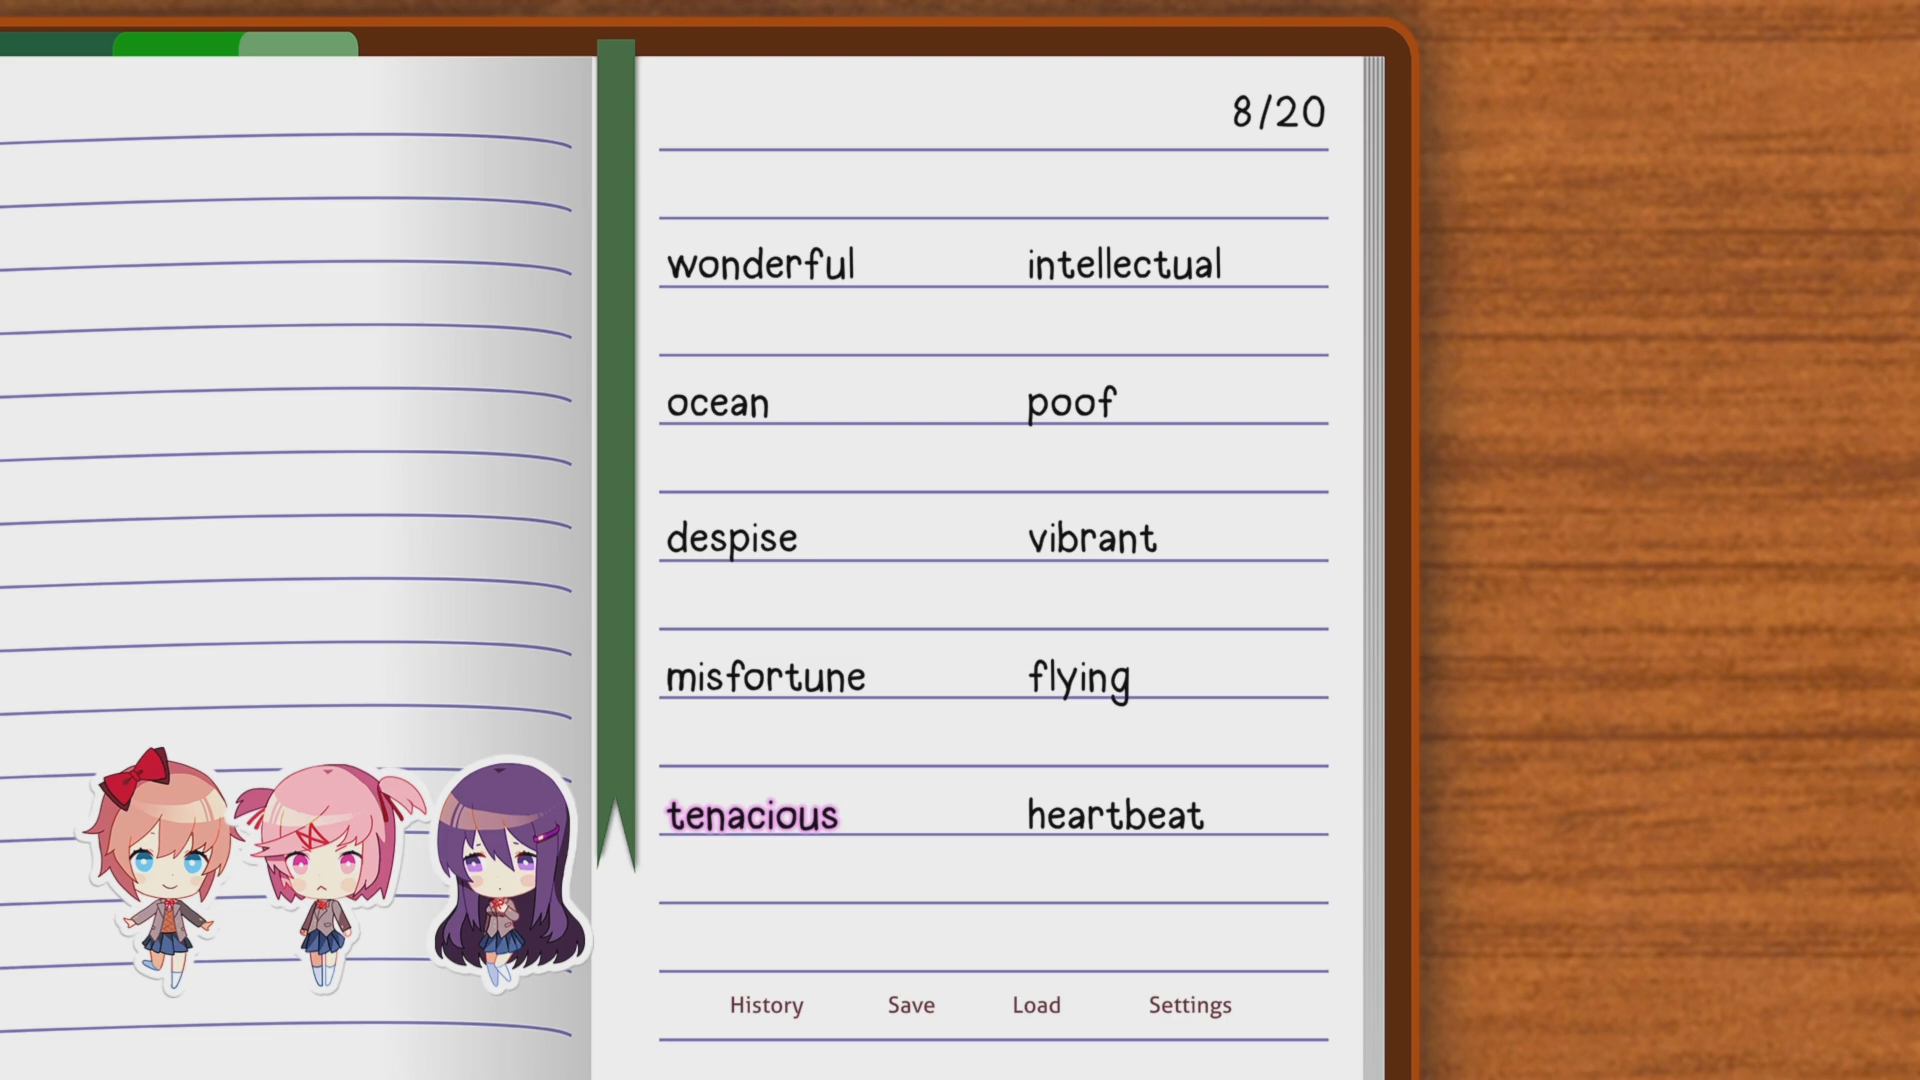 8/20
wonderful intellectual
ocean poof
despise vibrant
misfortune flying
tenacious heartbeat
History Save Load Settings